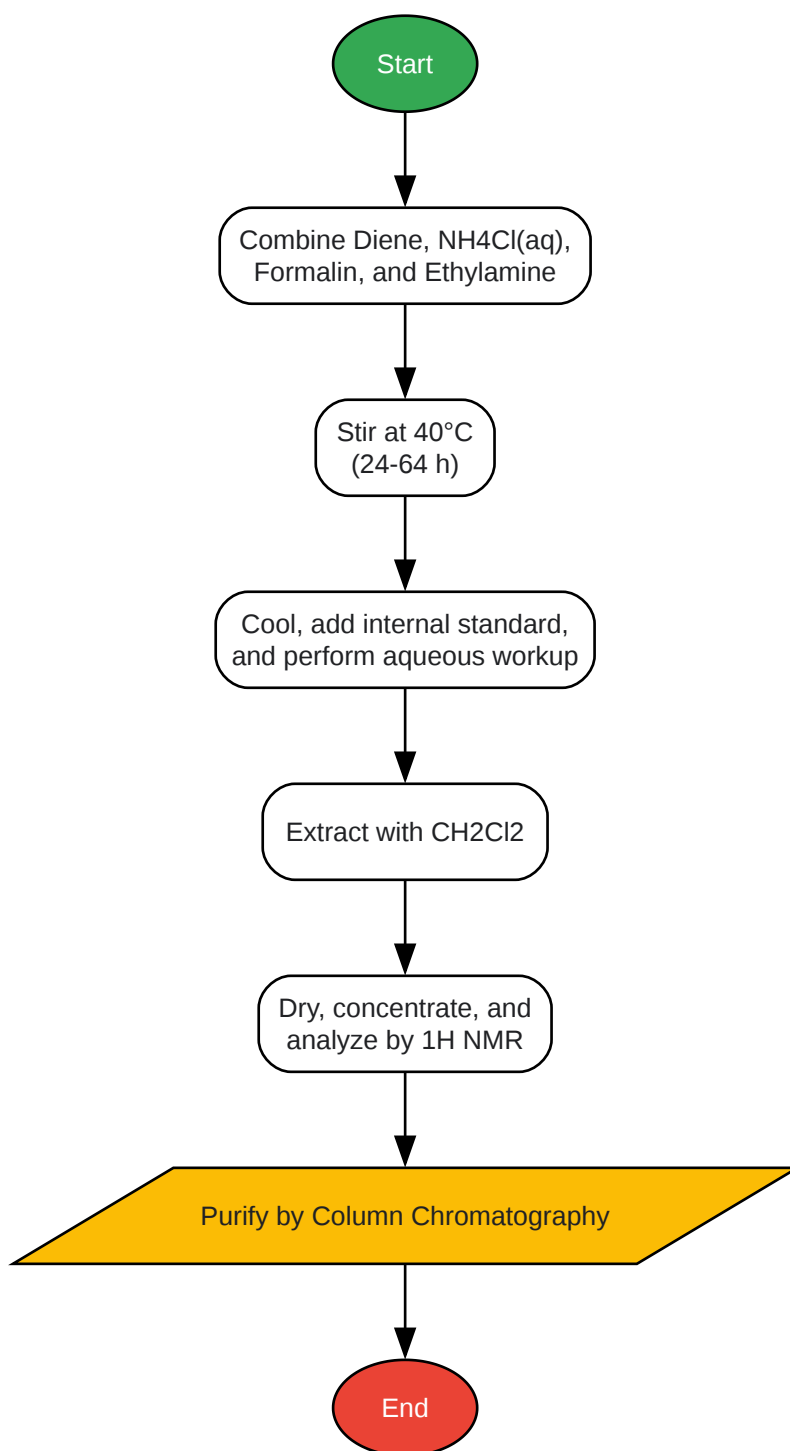 Start
Combine Diene, NH4Cl(aq),
Formalin, and Ethylamine
Stir at 40°C
(24-64 h)
Cool, add internal standard,
and perform aqueous workup
Extract with CH2Cl2
Dry, concentrate, and
analyze by 1H NMR
Purify by Column Chromatography
End